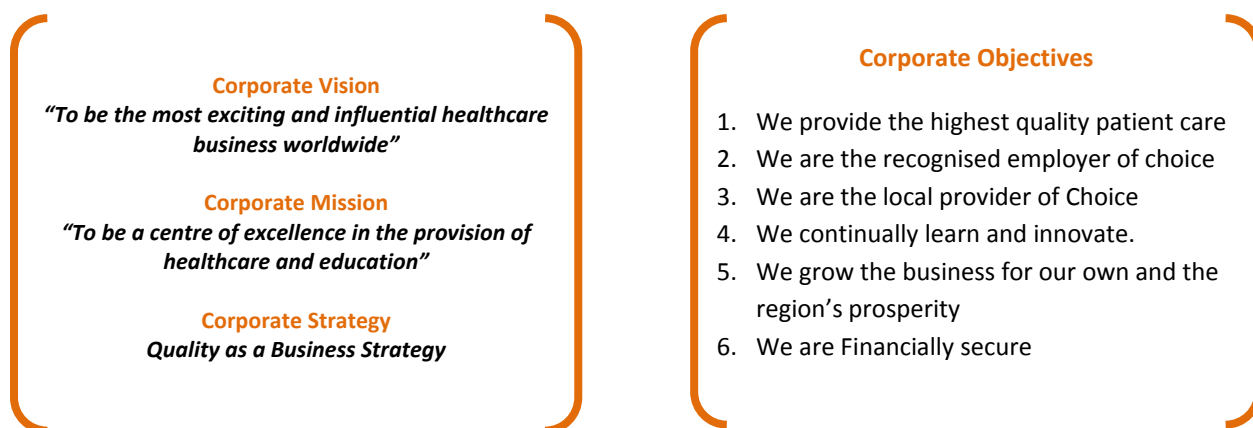 Corporate Vision
“To be the most exciting and influential healthcare
business worldwide”
Corporate Mission
“To be a centre of excellence in the provision of
healthcare and education”
Corporate Strategy
Quality as a Business Strategy
Corporate Objectives
1. We provide the highest quality patient care
2. We are the recognised employer of choice
3. We are the local provider of Choice
4. We continually learn and innovate.
5. We grow the business for our own and the
region’s prosperity
6. We are Financially secure